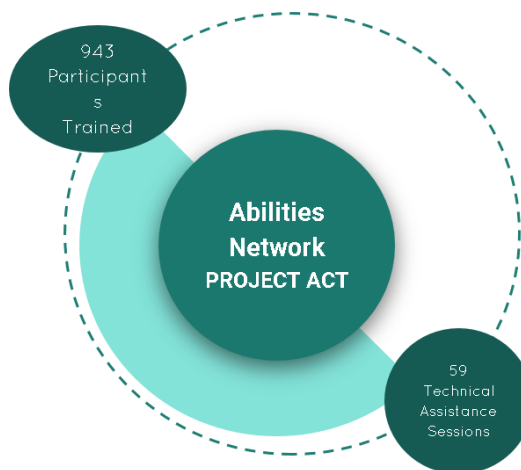 943
Participant
s
Trained
Abilities
Network
PROJECT ACT
59
Technical
Assistance
Sessions